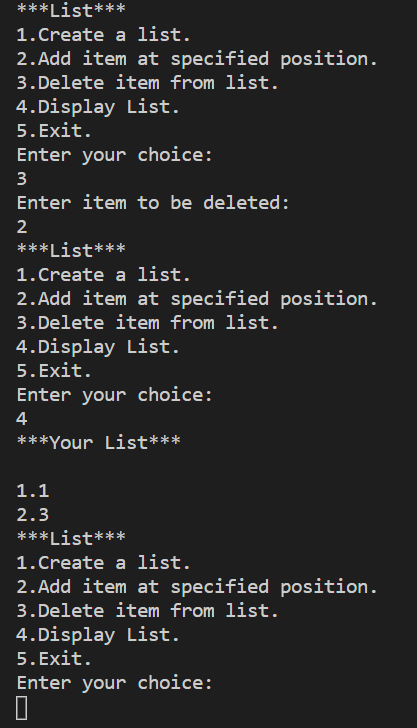 ***List***
1.Create a list.
2.Add item at specified position.
3.Delete item from list.
4.Display List.
5.Exit.
Enter your choice:
3
Enter item to be deleted:
2
***List***
1.Create a list.
2.Add item at specified position.
3.Delete item from list.
4.Display List.
5.Exit.
Enter your choice:
4
***Your List***

1.1
2.3
***List***
1.Create a list.
2.Add item at specified position.
3.Delete item from list.
4.Display List.
5.Exit.
Enter your choice: